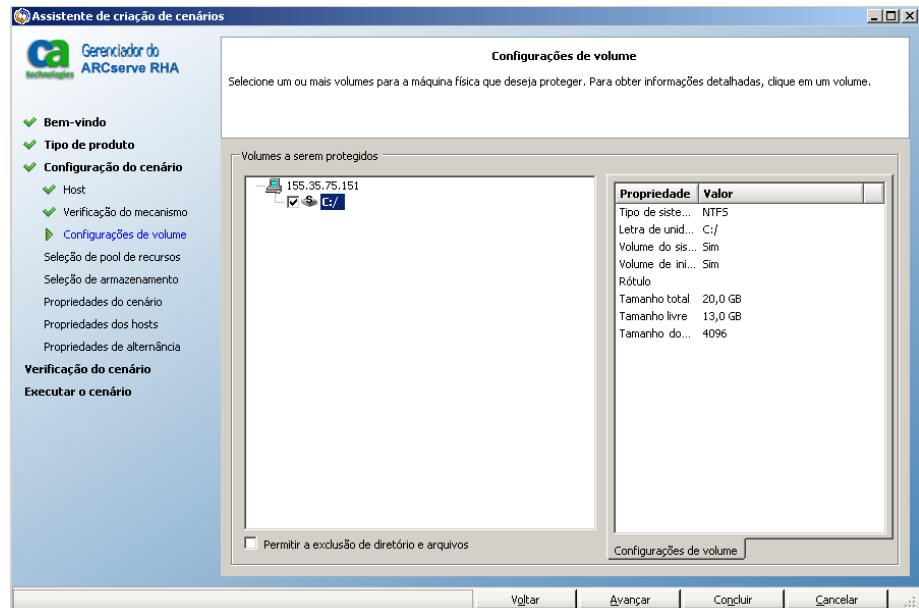 Assistente de criação de cenários
ca
technologies
Gerenciador do
ARCserve RHA
Bem-vindo
Tipo de produto
Configuração do cenário
Host
Verificação do mecanismo
Configurações de volume
Seleção de pool de recursos
Seleção de armazenamento
Propriedades do cenário
Propriedades dos hosts
Propriedades de alternância
Verificação do cenário
Executar o cenário
Configurações de volume
Selecione um ou mais volumes para a máquina física que deseja proteger. Para obter informações detalhadas, clique em um volume.
Volumes a serem protegidos
155.35.75.151
C:/
Permitir a exclusão de diretório e arquivos
Propriedade Valor
Tipo de siste... NTFS
Letra de unid... C:/
Volume do sis... Sim
Volume de ini... Sim
Rótulo
Tamanho total 20,0 GB
Tamanho livre 13,0 GB
Tamanho do... 4096
Configurações de volume
Voltar Avançar Concluir Cancelar